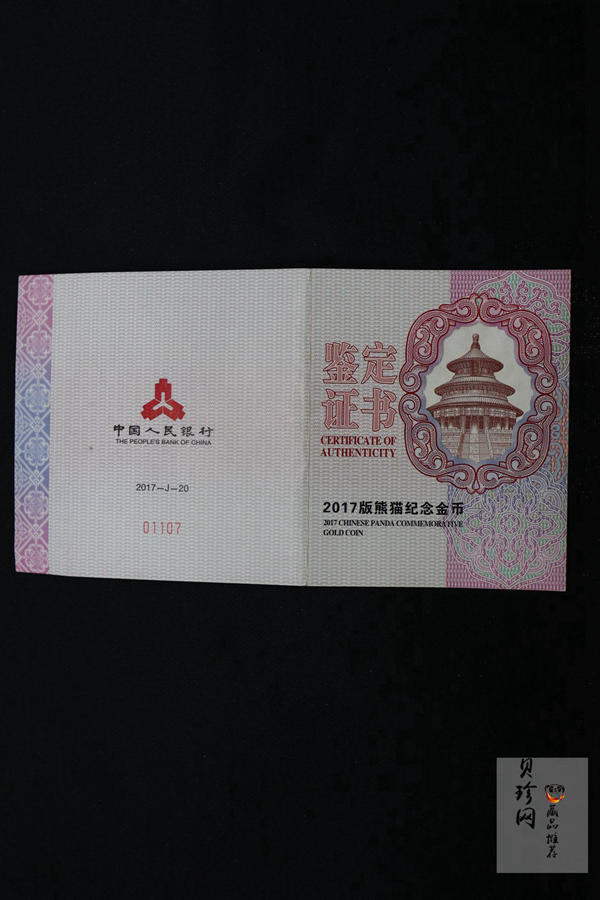 中国人民银行
THE PEOPLE'S BANK OF CHINA
2017-J-20
01107
鉴定
证书
CERTIFICATE OF
AUTHENTICITY
2017版熊猫纪念金币
2017 CHINESE PANDA COMMEMORATIVE
GOLD COIN
贝珍网
藏品推荐